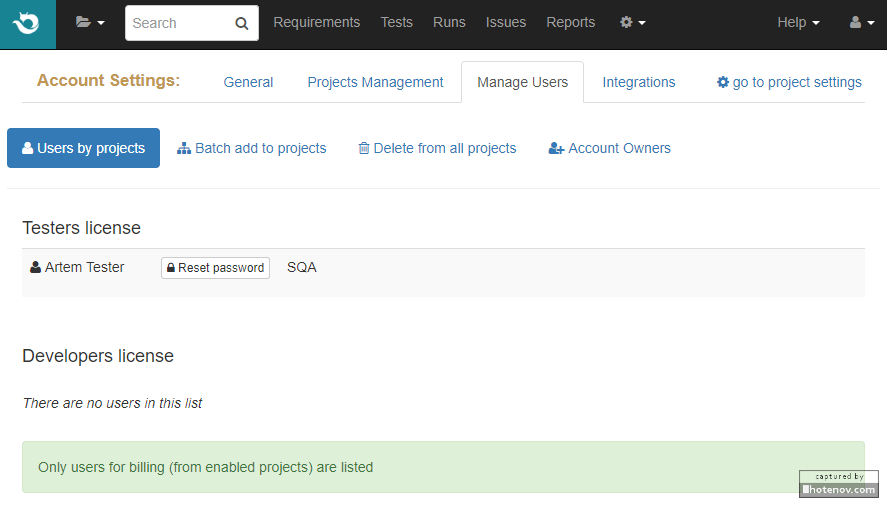 Search Requirements Tests Runs Issues Reports Help
Account Settings: General Projects Management Manage Users Integrations go to project settings
Users by projects Batch add to projects Delete from all projects Account Owners
Testers license
Artem Tester Reset password SQA
Developers license
There are no users in this list
Only users for billing (from enabled projects) are listed
captured by
hotenov.com